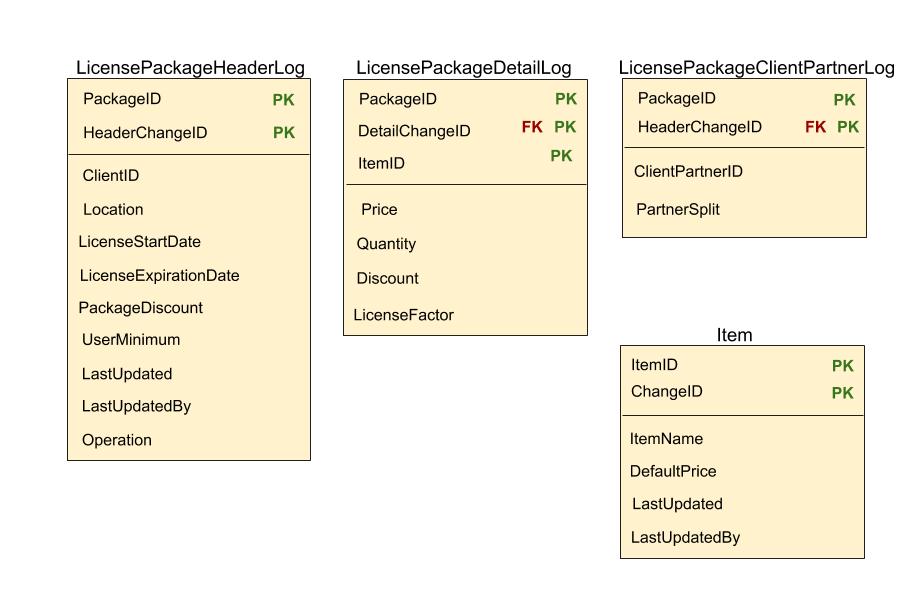 LicensePackageHeaderLog
PackageID PK
HeaderChangeID PK
ClientID
Location
LicenseStartDate
LicenseExpirationDate
PackageDiscount
UserMinimum
LastUpdated
LastUpdatedBy
Operation
LicensePackageDetailLog
PackageID PK
DetailChangeID FK PK
ItemID PK
Price
Quantity
Discount
LicenseFactor
LicensePackageClientPartnerLog
PackageID PK
HeaderChangeID FK PK
ClientPartnerID
PartnerSplit
Item
ItemID PK
ChangeID PK
ItemName
DefaultPrice
LastUpdated
LastUpdatedBy